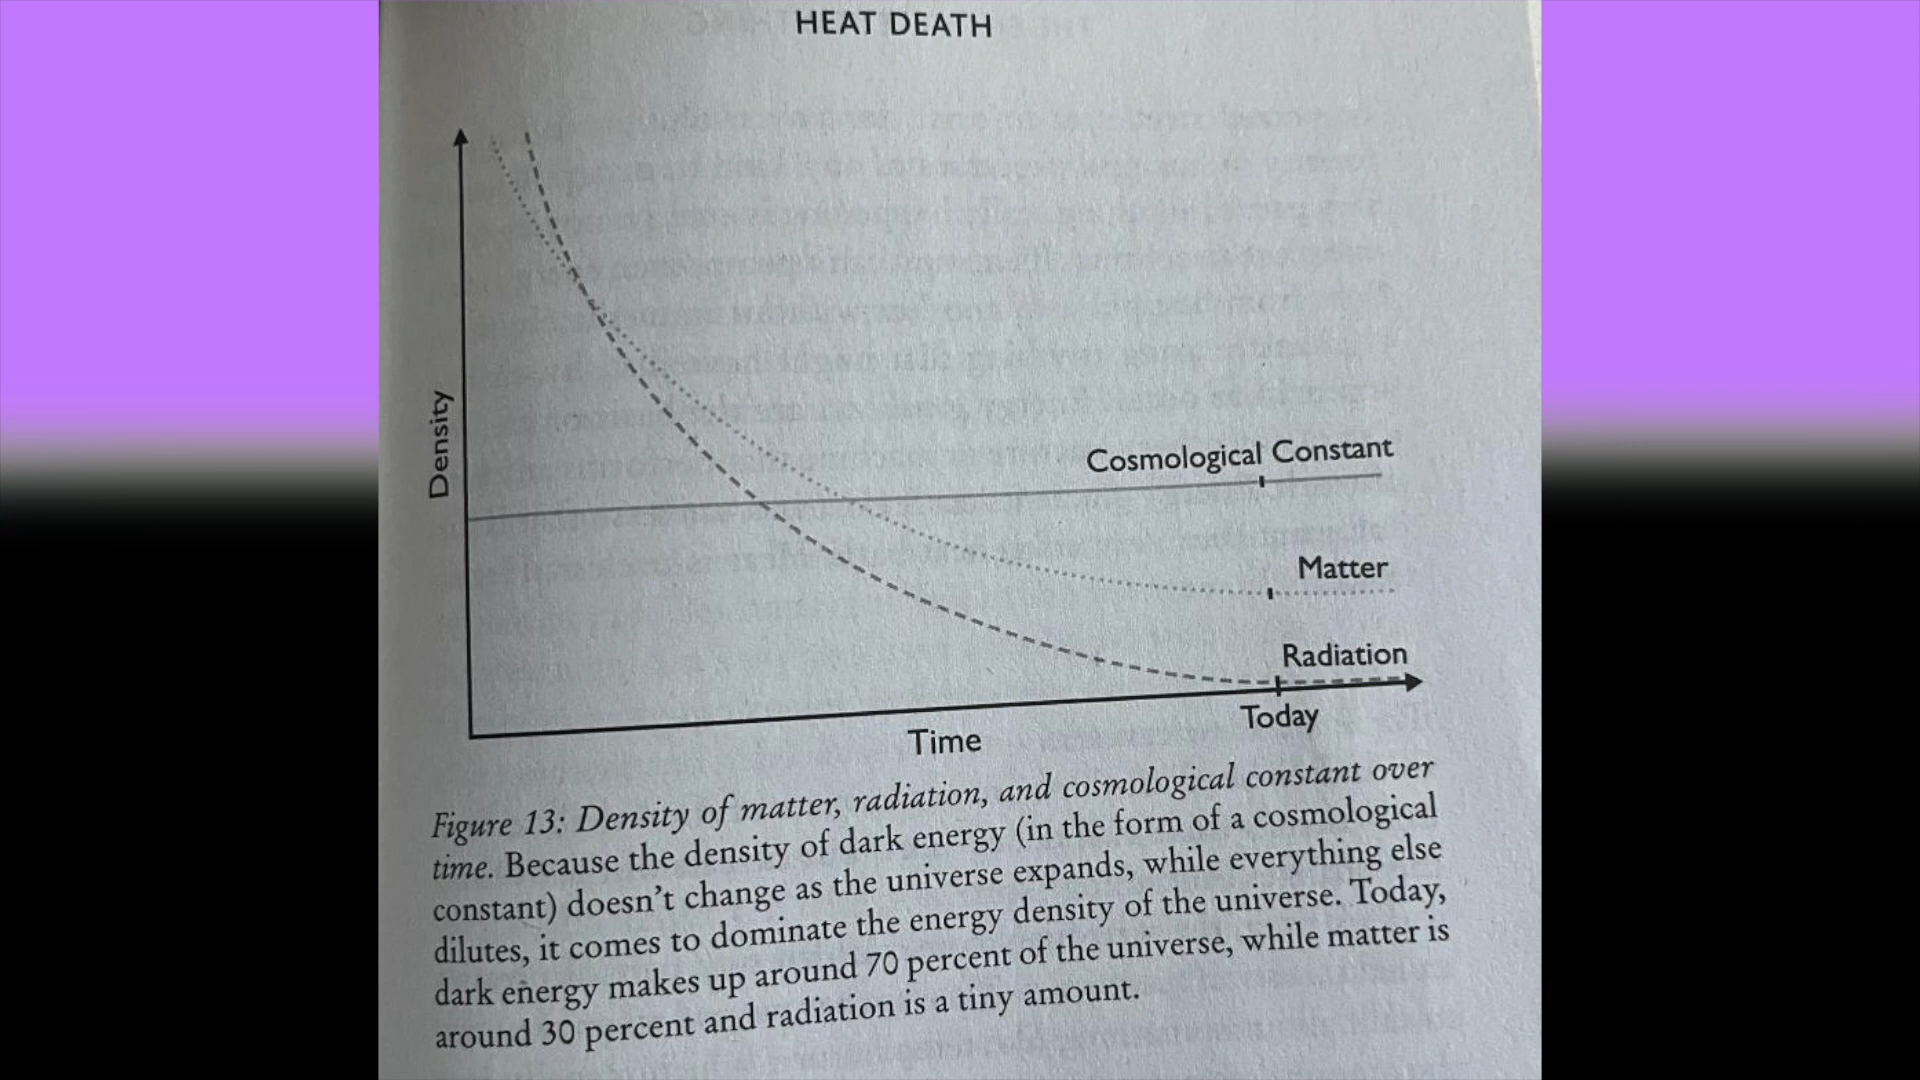 HEAT DEATH
Density
Cosmological Constant
Matter
Radiation
Today
Time
Figure 13: Density of matter, radiation, and cosmological constant over
time. Because the density of dark energy (in the form of a cosmological
constant) doesn't change as the universe expands, while everything else
dilutes, it comes to dominate the energy density of the universe. Today,
dark energy makes up around 70 percent of the universe, while matter is
around 30 percent and radiation is a tiny amount.